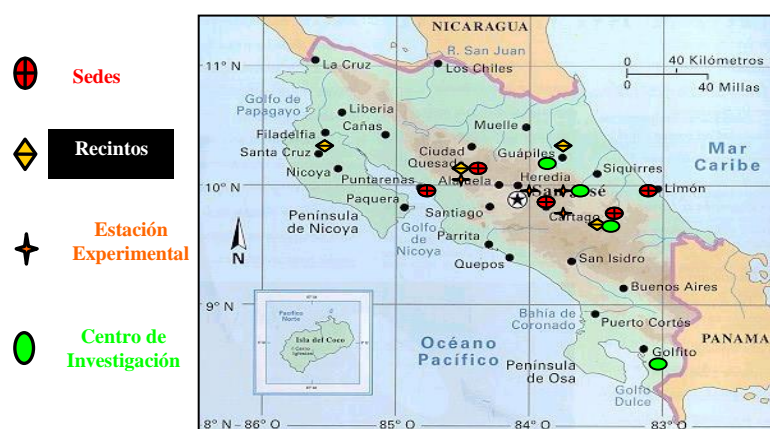 Sedes
Recintos
Estación
Experimental
Centro de
Investigación
NICARAGUA
R. San Juan
0 40 Kilómetros
0 40 Millas
11° N
La Cruz
Los Chiles
Golfo de
Papagayo
Liberia
Filadelfia
Cañas
Muelle
Mar
Caribe
Santa Cruz
Ciudad
Quesada
Guápiles
Siquirres
Nicoya
Puntarenas
Alajuela
Heredia
San José
Limón
10° N
Paquera
Santiago
Cartago
Península
de Nicoya
Golfo
de
Nicoya
Parrita
N
Quepos
San Isidro
Buenos Aires
9° N
Bahía de
Coronado
Puerto Cortés
PANAMÁ
Pacífico
Norte
Isla del Coco
Océano
Pacífico
Golfito
Península
de Osa
Golfo
Dulce
8° N
86° O
85° O
84° O
83° O